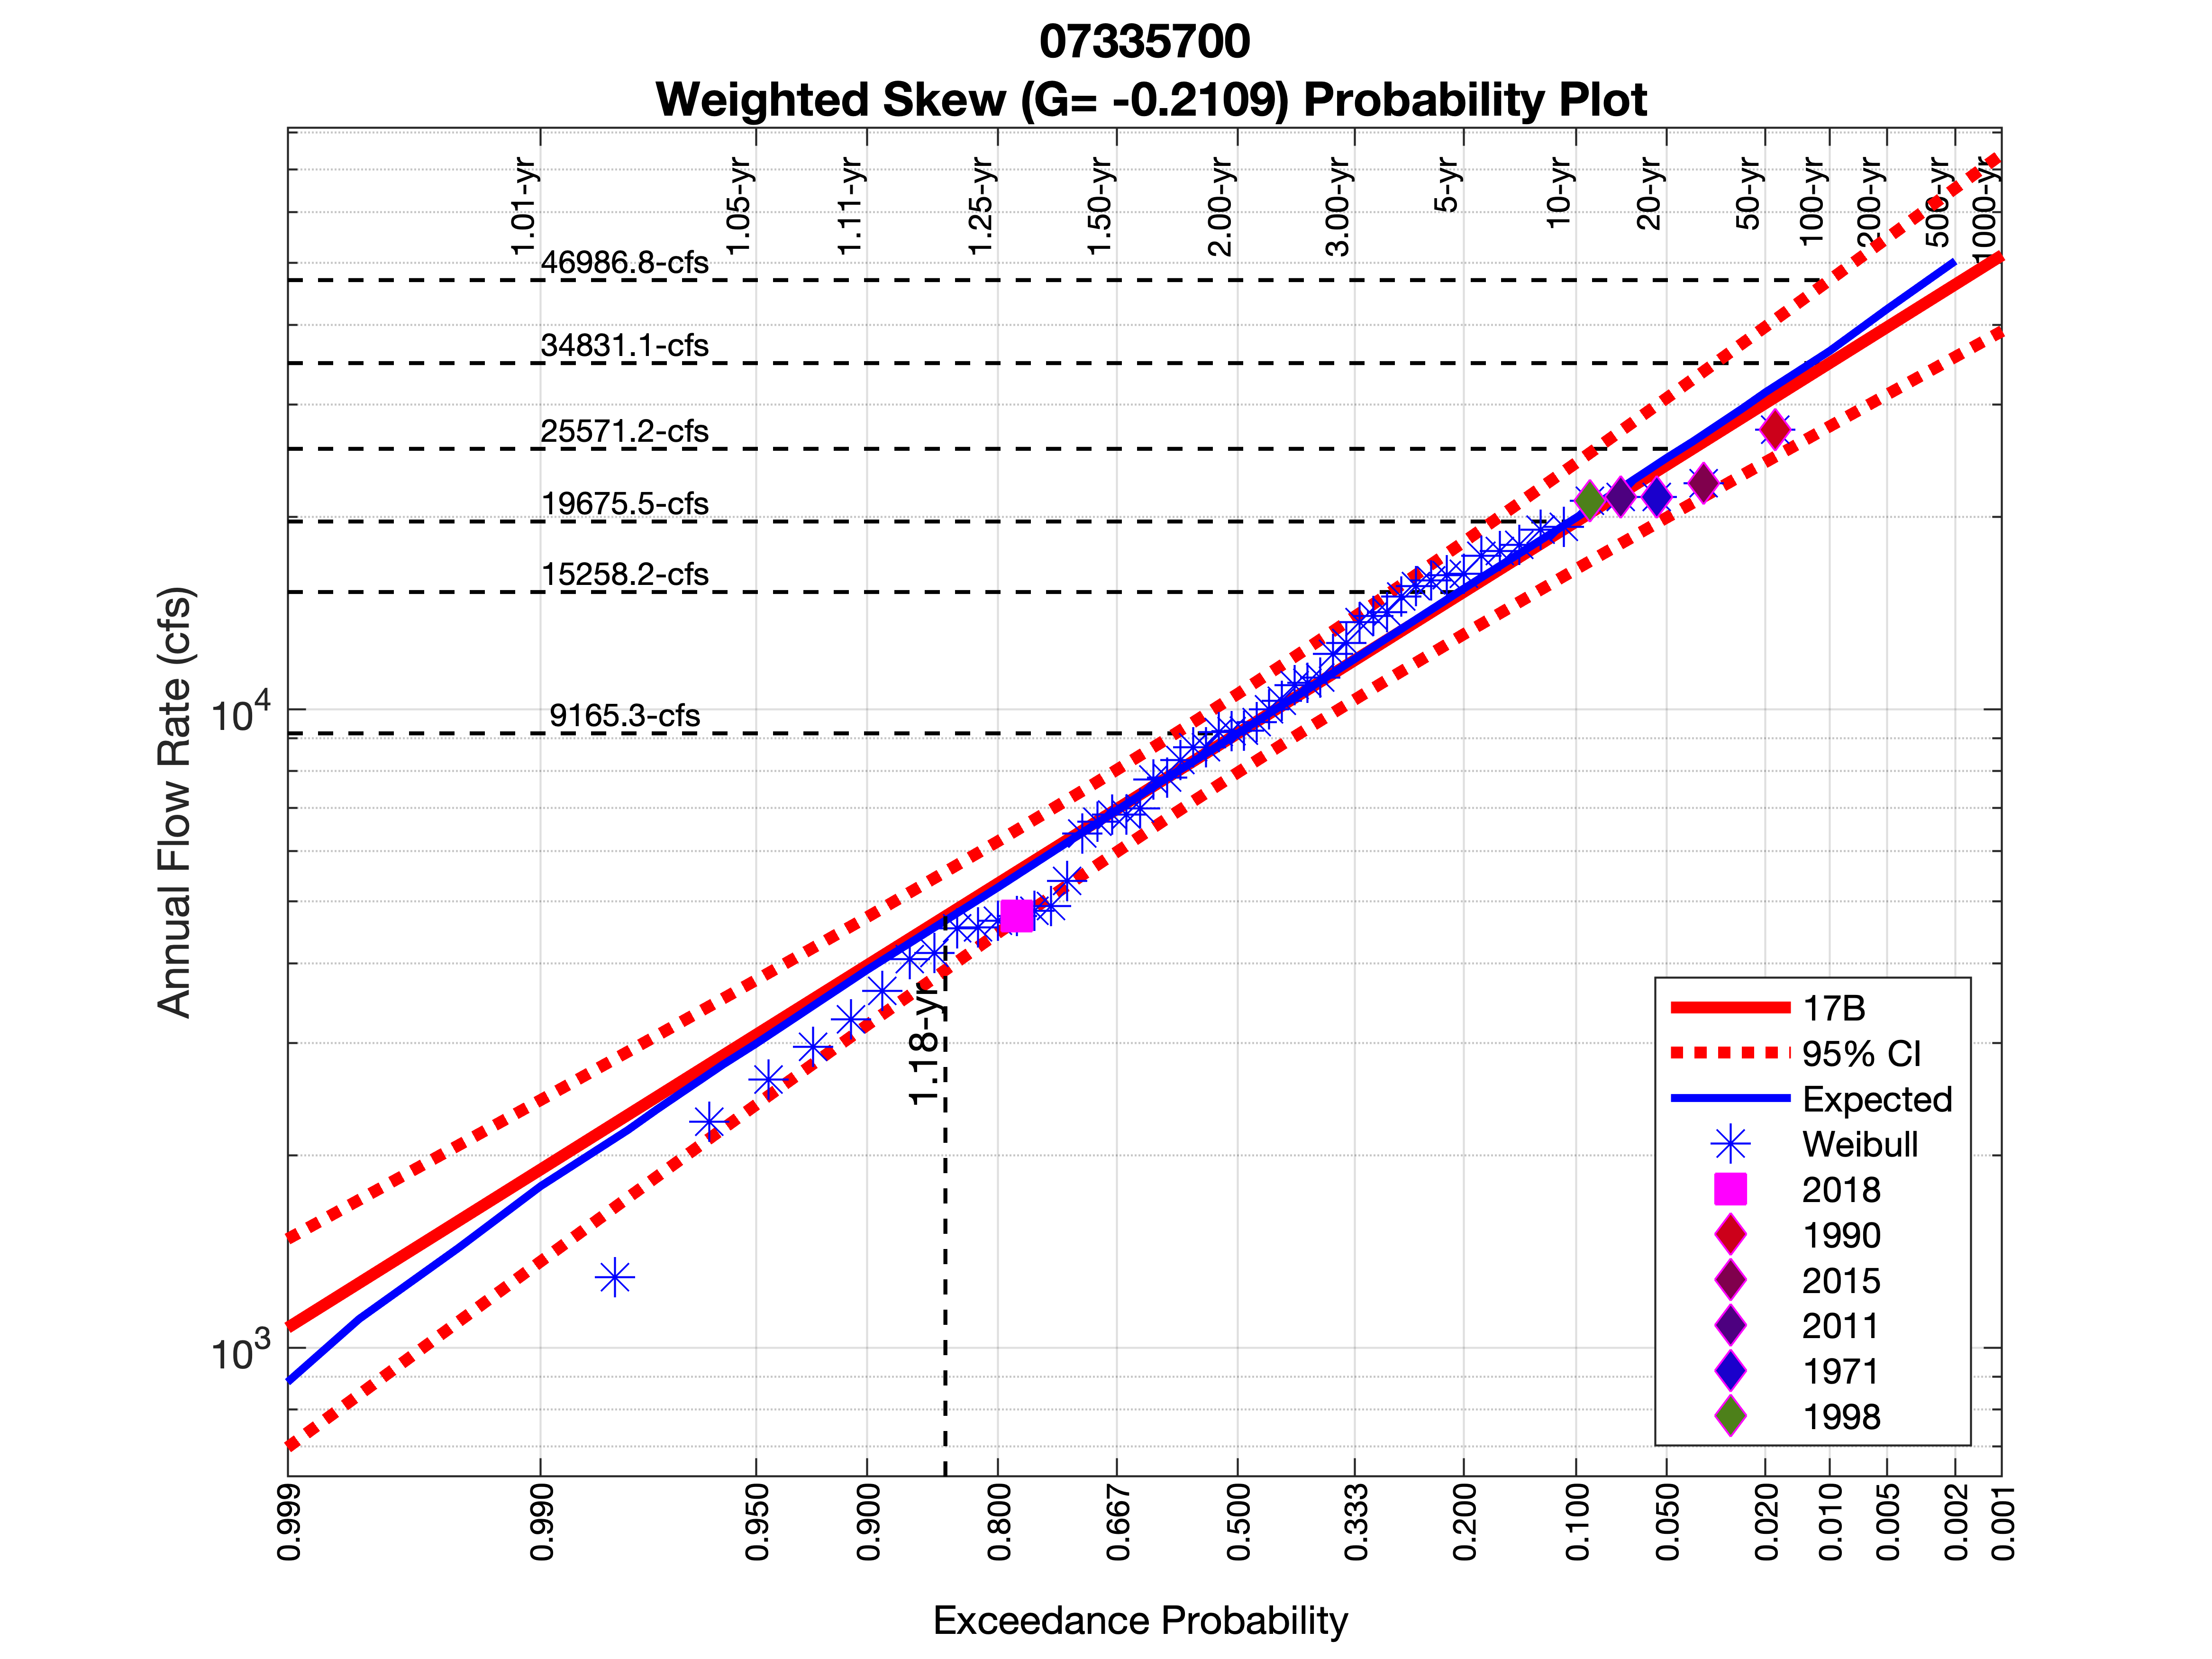 07335700
Weighted Skew (G= -0.2109) Probability Plot
1.01-yr
1.05-yr
1.11-yr
1.25-yr
1.50-yr
2.00-yr
3.00-yr
5-yr
10-yr
20-yr
50-yr
100-yr
200-yr
500-yr
1000-yr
46986.8-cfs
34831.1-cfs
25571.2-cfs
19675.5-cfs
15258.2-cfs
9165.3-cfs
1.18-yr
Annual Flow Rate (cfs)
10⁴
10³
17B
95% CI
Expected
Weibull
2018
1990
2015
2011
1971
1998
0.999
0.990
0.950
0.900
0.800
0.667
0.500
0.333
0.200
0.100
0.050
0.020
0.010
0.005
0.002
0.001
Exceedance Probability